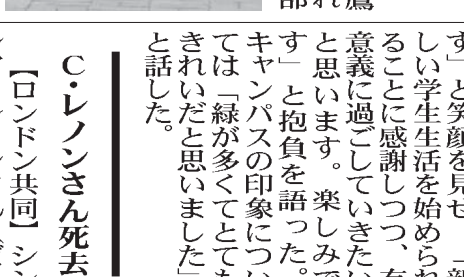 す」と笑顔を見せ
しい学生生活を始められ
ることに感謝しつつ、有
意義に過ごしていきたい
と思います。楽しみで
す」と抱負を語った。
キャンパスの印象につい
ては「緑が多くてとても
きれいだと思いました」
と話した。
C・レノンさん死去
【ロンドン共同】シン